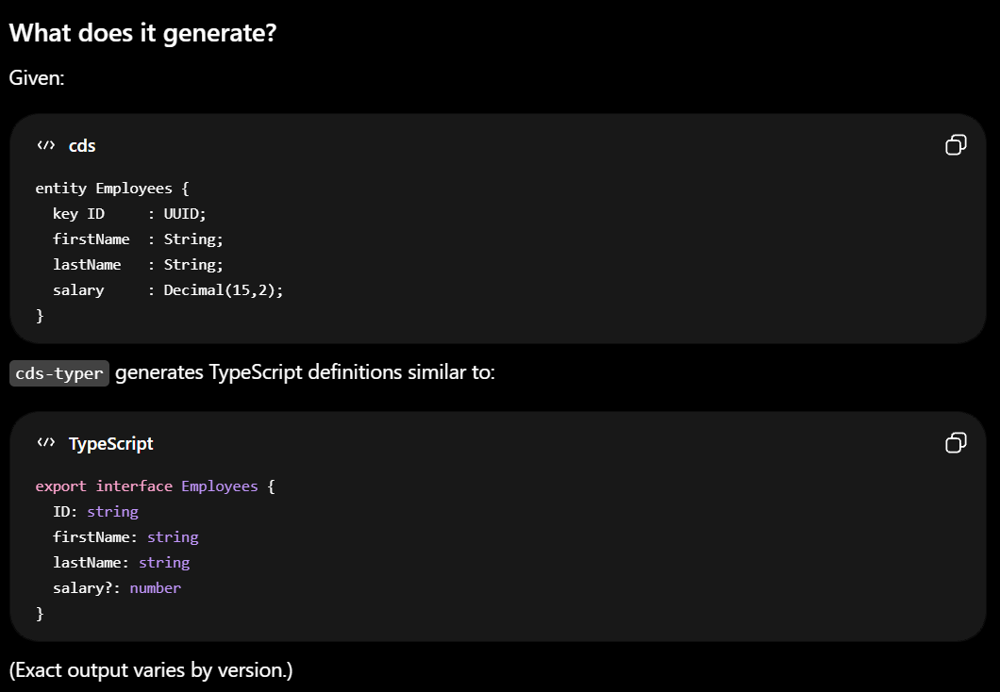 What does it generate?
Given:
cds
entity Employees {
  key ID     : UUID;
  firstName  : String;
  lastName   : String;
  salary     : Decimal(15,2);
}
cds-typer generates TypeScript definitions similar to:
TypeScript
export interface Employees {
  ID: string
  firstName: string
  lastName: string
  salary?: number
}
(Exact output varies by version.)